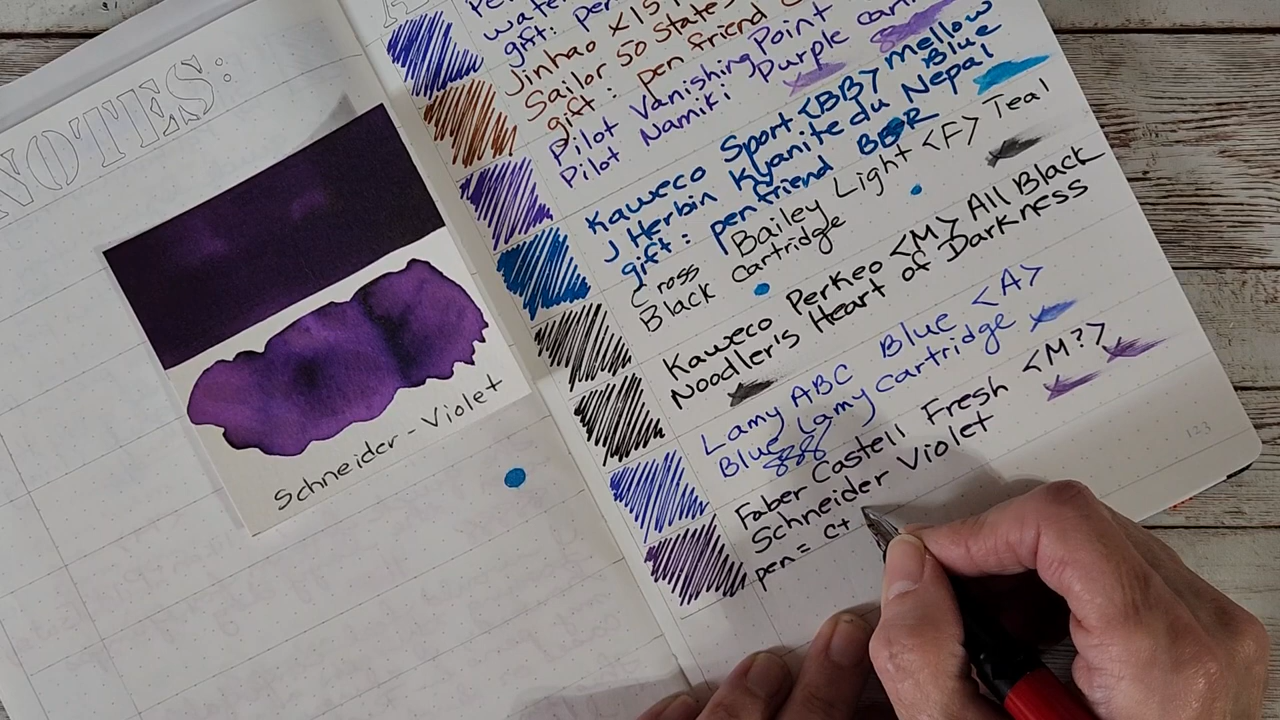 NOTES:
Schneider - Violet
gift: pen
Jinhao x15
Sailor 50 States
gift: pen friend
Pilot Vanishing Point
Pilot Namiki Purple
Kaweco Sport <BB> mellow Blue
J Herbin Kyanite du Nepal
gift: pen friend BBR
Cross Bailey Light <F> Teal
Black Cartridge
Kaweco Perkeo <M> All Black
Noodler's Heart of Darkness
Lamy ABC Blue <A>
Blue Lamy cartridge
888
Faber Castell Fresh <M?>
Schneider Violet
pen = c+
123